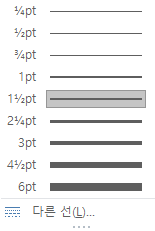 ¼pt
½pt
¾pt
1pt
1½pt
2¼pt
3pt
4½pt
6pt
다른 선(L)...